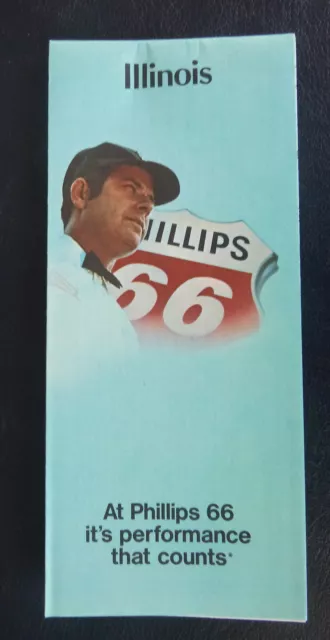 Illinois
HILLIPS
66
At Phillips 66
it's performance
that counts*